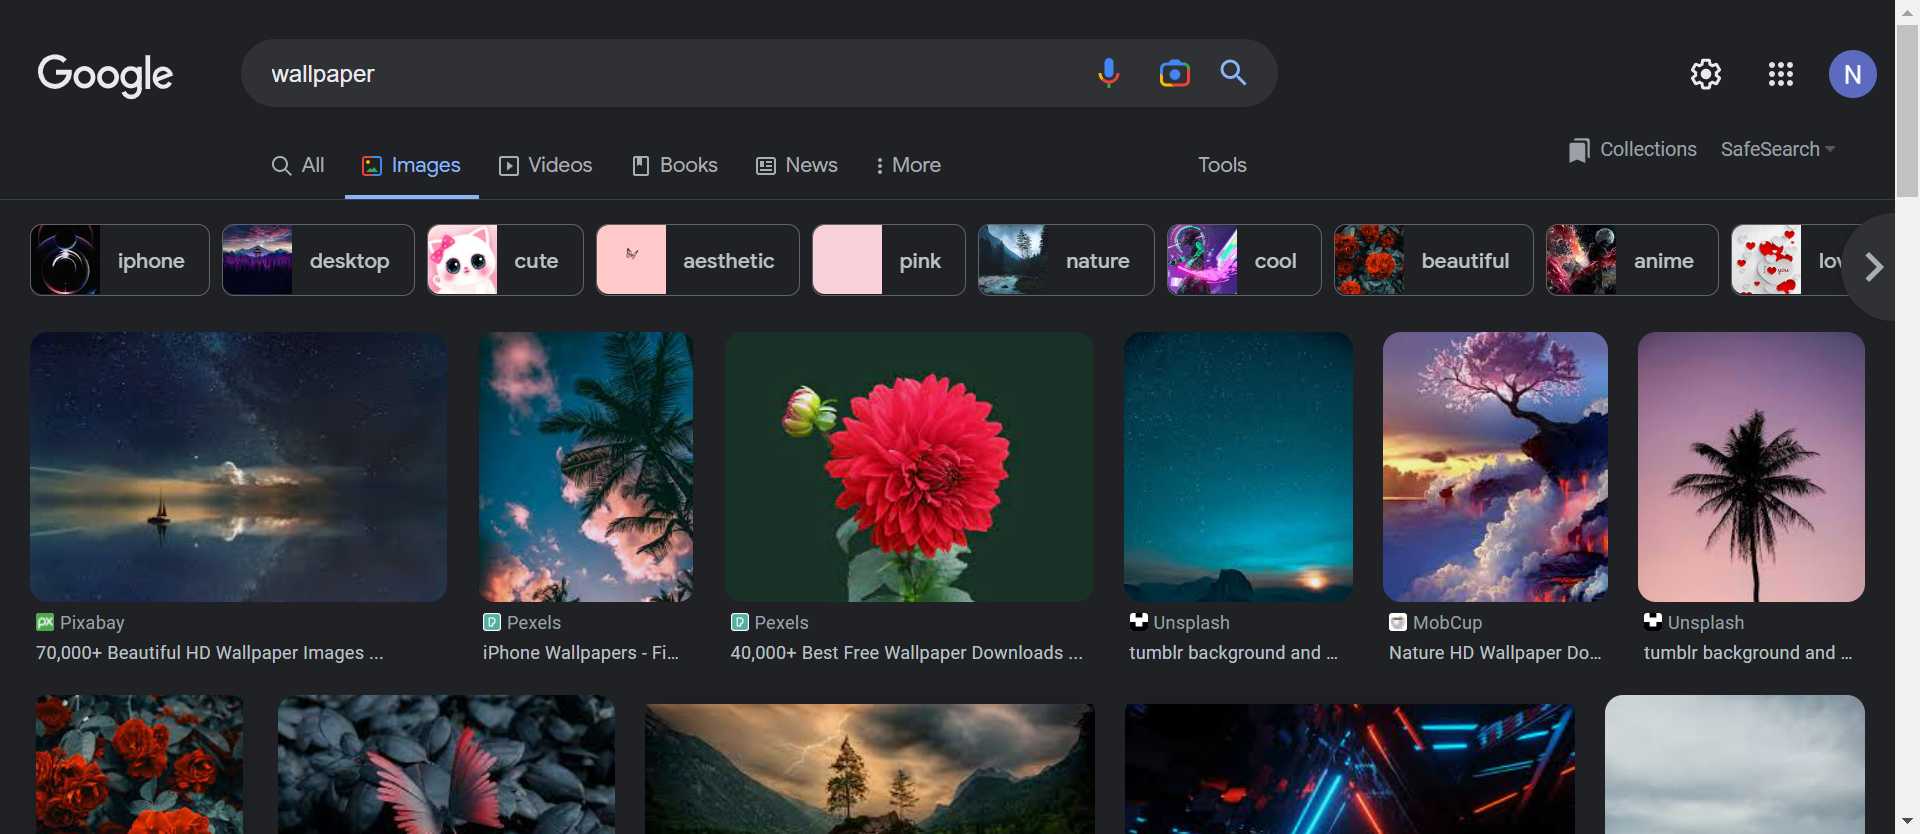 Google
wallpaper
N
All
Images
Videos
Books
News
More
Tools
Collections
SafeSearch
iphone
desktop
cute
aesthetic
pink
nature
cool
beautiful
anime
Pixabay
70,000+ Beautiful HD Wallpaper Images ...
Pexels
iPhone Wallpapers - Fi...
Pexels
40,000+ Best Free Wallpaper Downloads ...
Unsplash
tumblr background and ...
MobCup
Nature HD Wallpaper Do...
Unsplash
tumblr background and ...